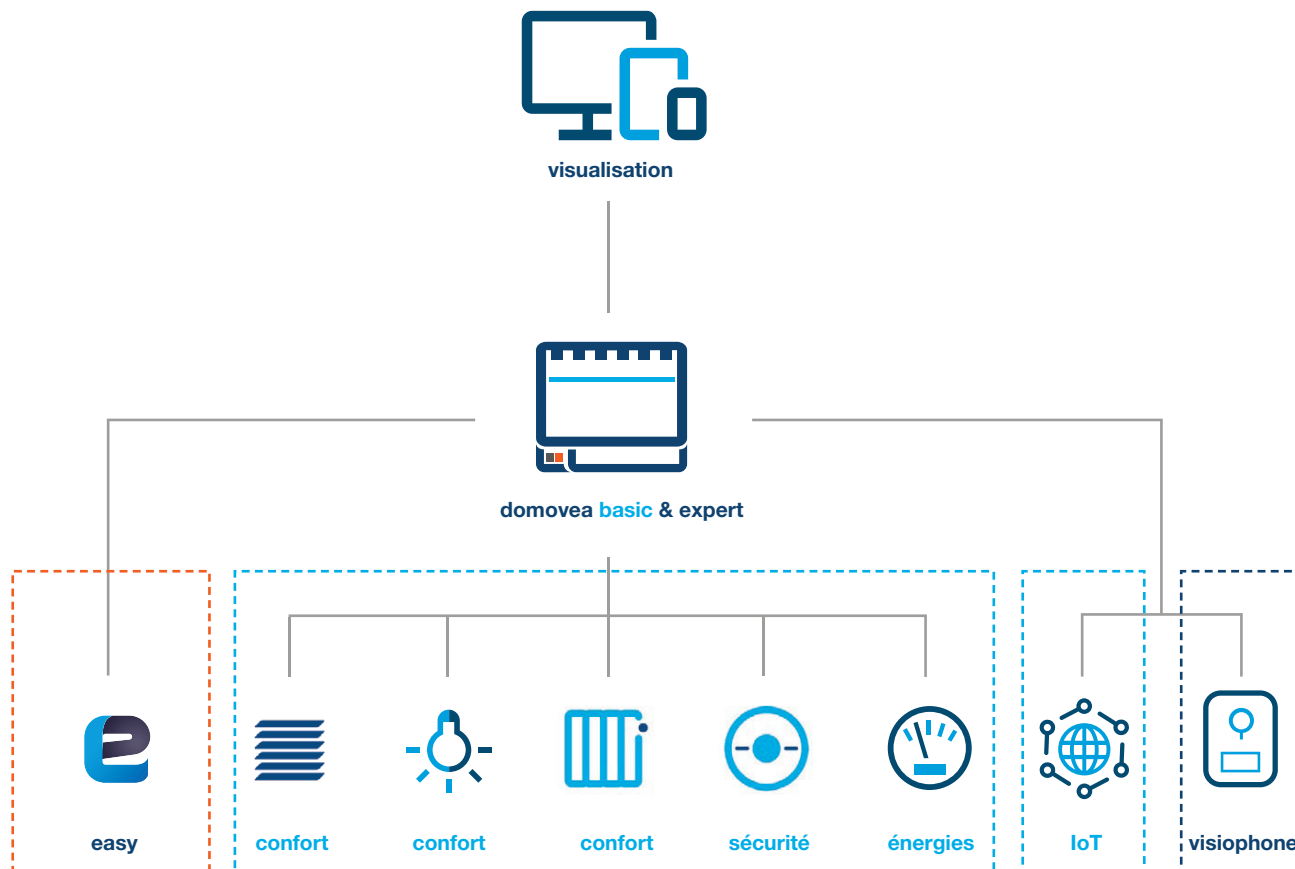 visualisation
domovea basic & expert
easy
confort
confort
confort
sécurité
énergies
IoT
visiophone